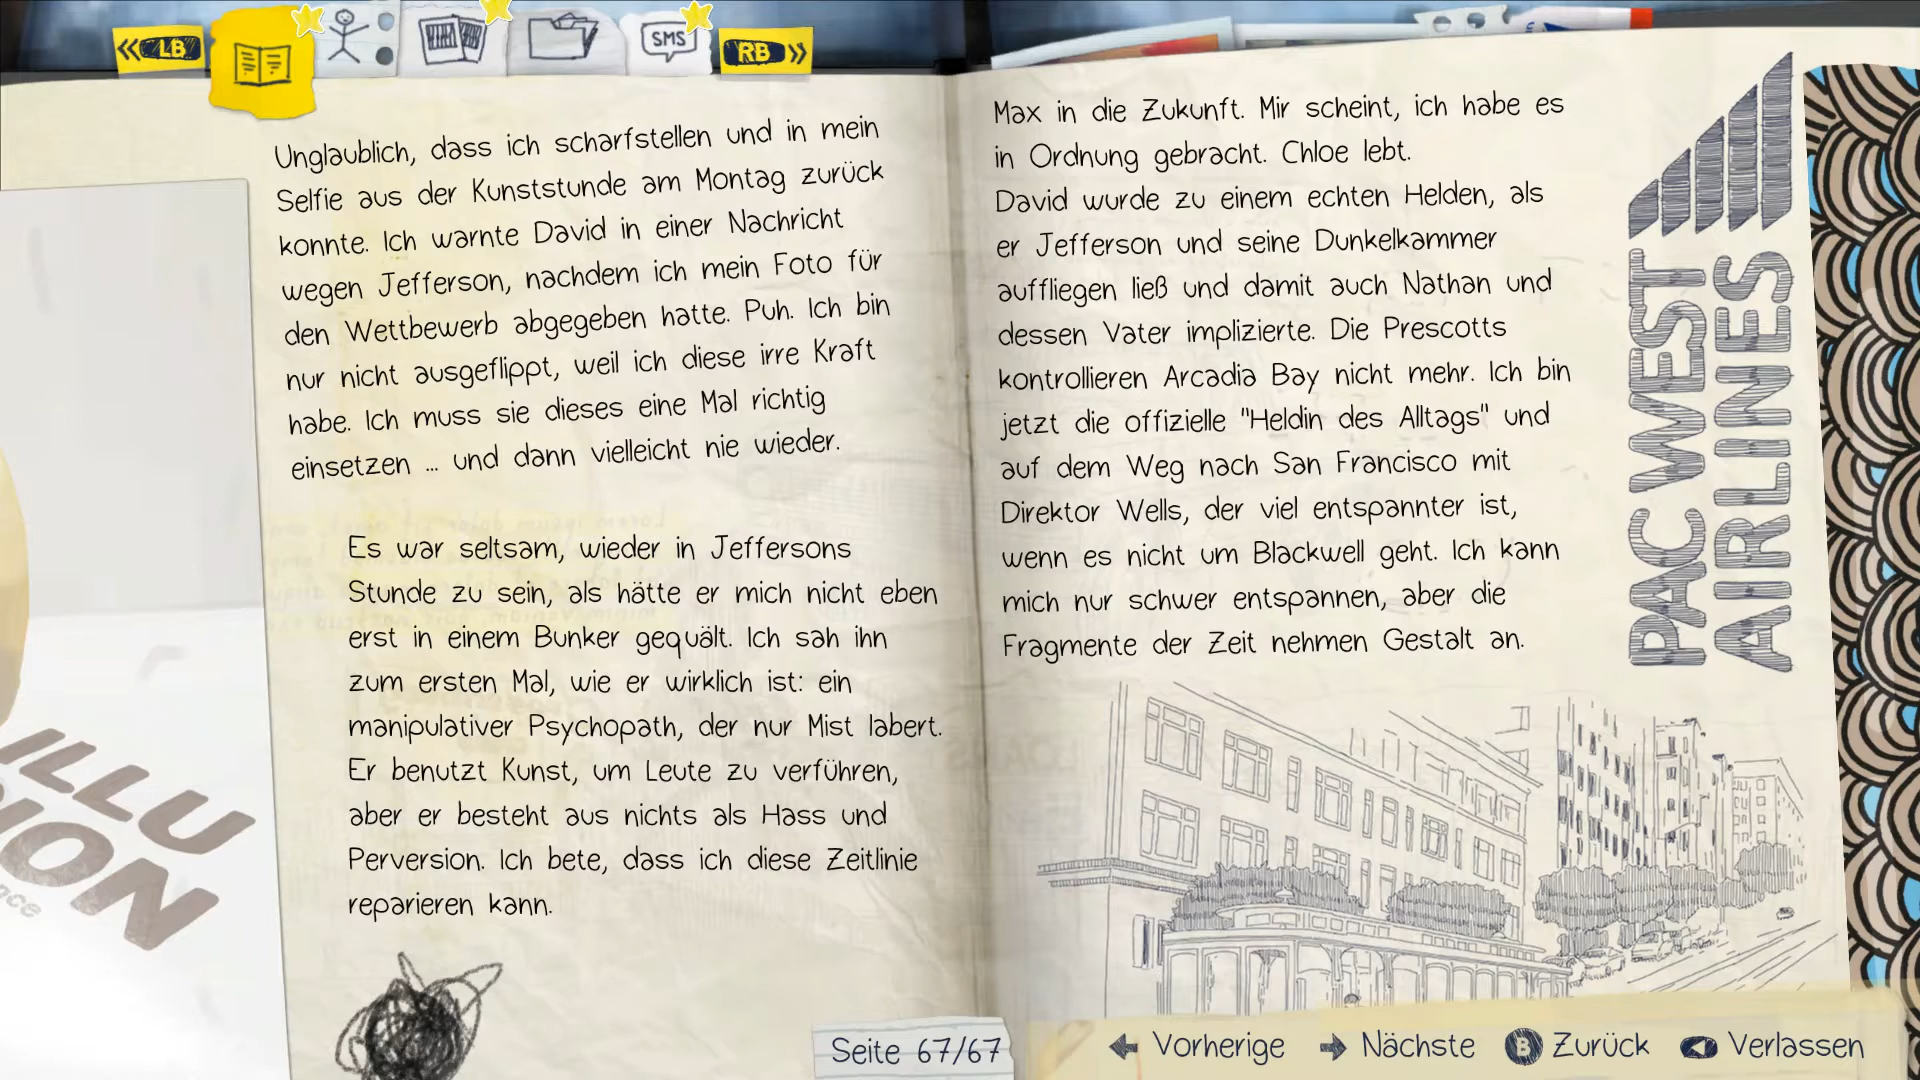 LB
SMS
RB
Unglaublich, dass ich scharfstellen und in mein
Selfie aus der Kunststunde am Montag zurück
konnte. Ich warnte David in einer Nachricht
wegen Jefferson, nachdem ich mein Foto für
den Wettbewerb abgegeben hatte. Puh. Ich bin
nur nicht ausgeflippt, weil ich diese irre Kraft
habe. Ich muss sie dieses eine Mal richtig
einsetzen ... und dann vielleicht nie wieder.
Es war seltsam, wieder in Jeffersons
Stunde zu sein, als hätte er mich nicht eben
erst in einem Bunker gequält. Ich sah ihn
zum ersten Mal, wie er wirklich ist: ein
manipulativer Psychopath, der nur Mist labert.
Er benutzt Kunst, um Leute zu verführen,
aber er besteht aus nichts als Hass und
Perversion. Ich bete, dass ich diese Zeitlinie
reparieren kann.
Max in die Zukunft. Mir scheint, ich habe es
in Ordnung gebracht. Chloe lebt.
David wurde zu einem echten Helden, als
er Jefferson und seine Dunkelkammer
auffliegen ließ und damit auch Nathan und
dessen Vater implizierte. Die Prescotts
kontrollieren Arcadia Bay nicht mehr. Ich bin
jetzt die offizielle "Heldin des Alltags" und
auf dem Weg nach San Francisco mit
Direktor Wells, der viel entspannter ist,
wenn es nicht um Blackwell geht. Ich kann
mich nur schwer entspannen, aber die
Fragmente der Zeit nehmen Gestalt an.
PAC WEST
AIRLINES
ILLU
ION
nce
Seite 67/67
Vorherige
Nächste
B Zurück
Verlassen